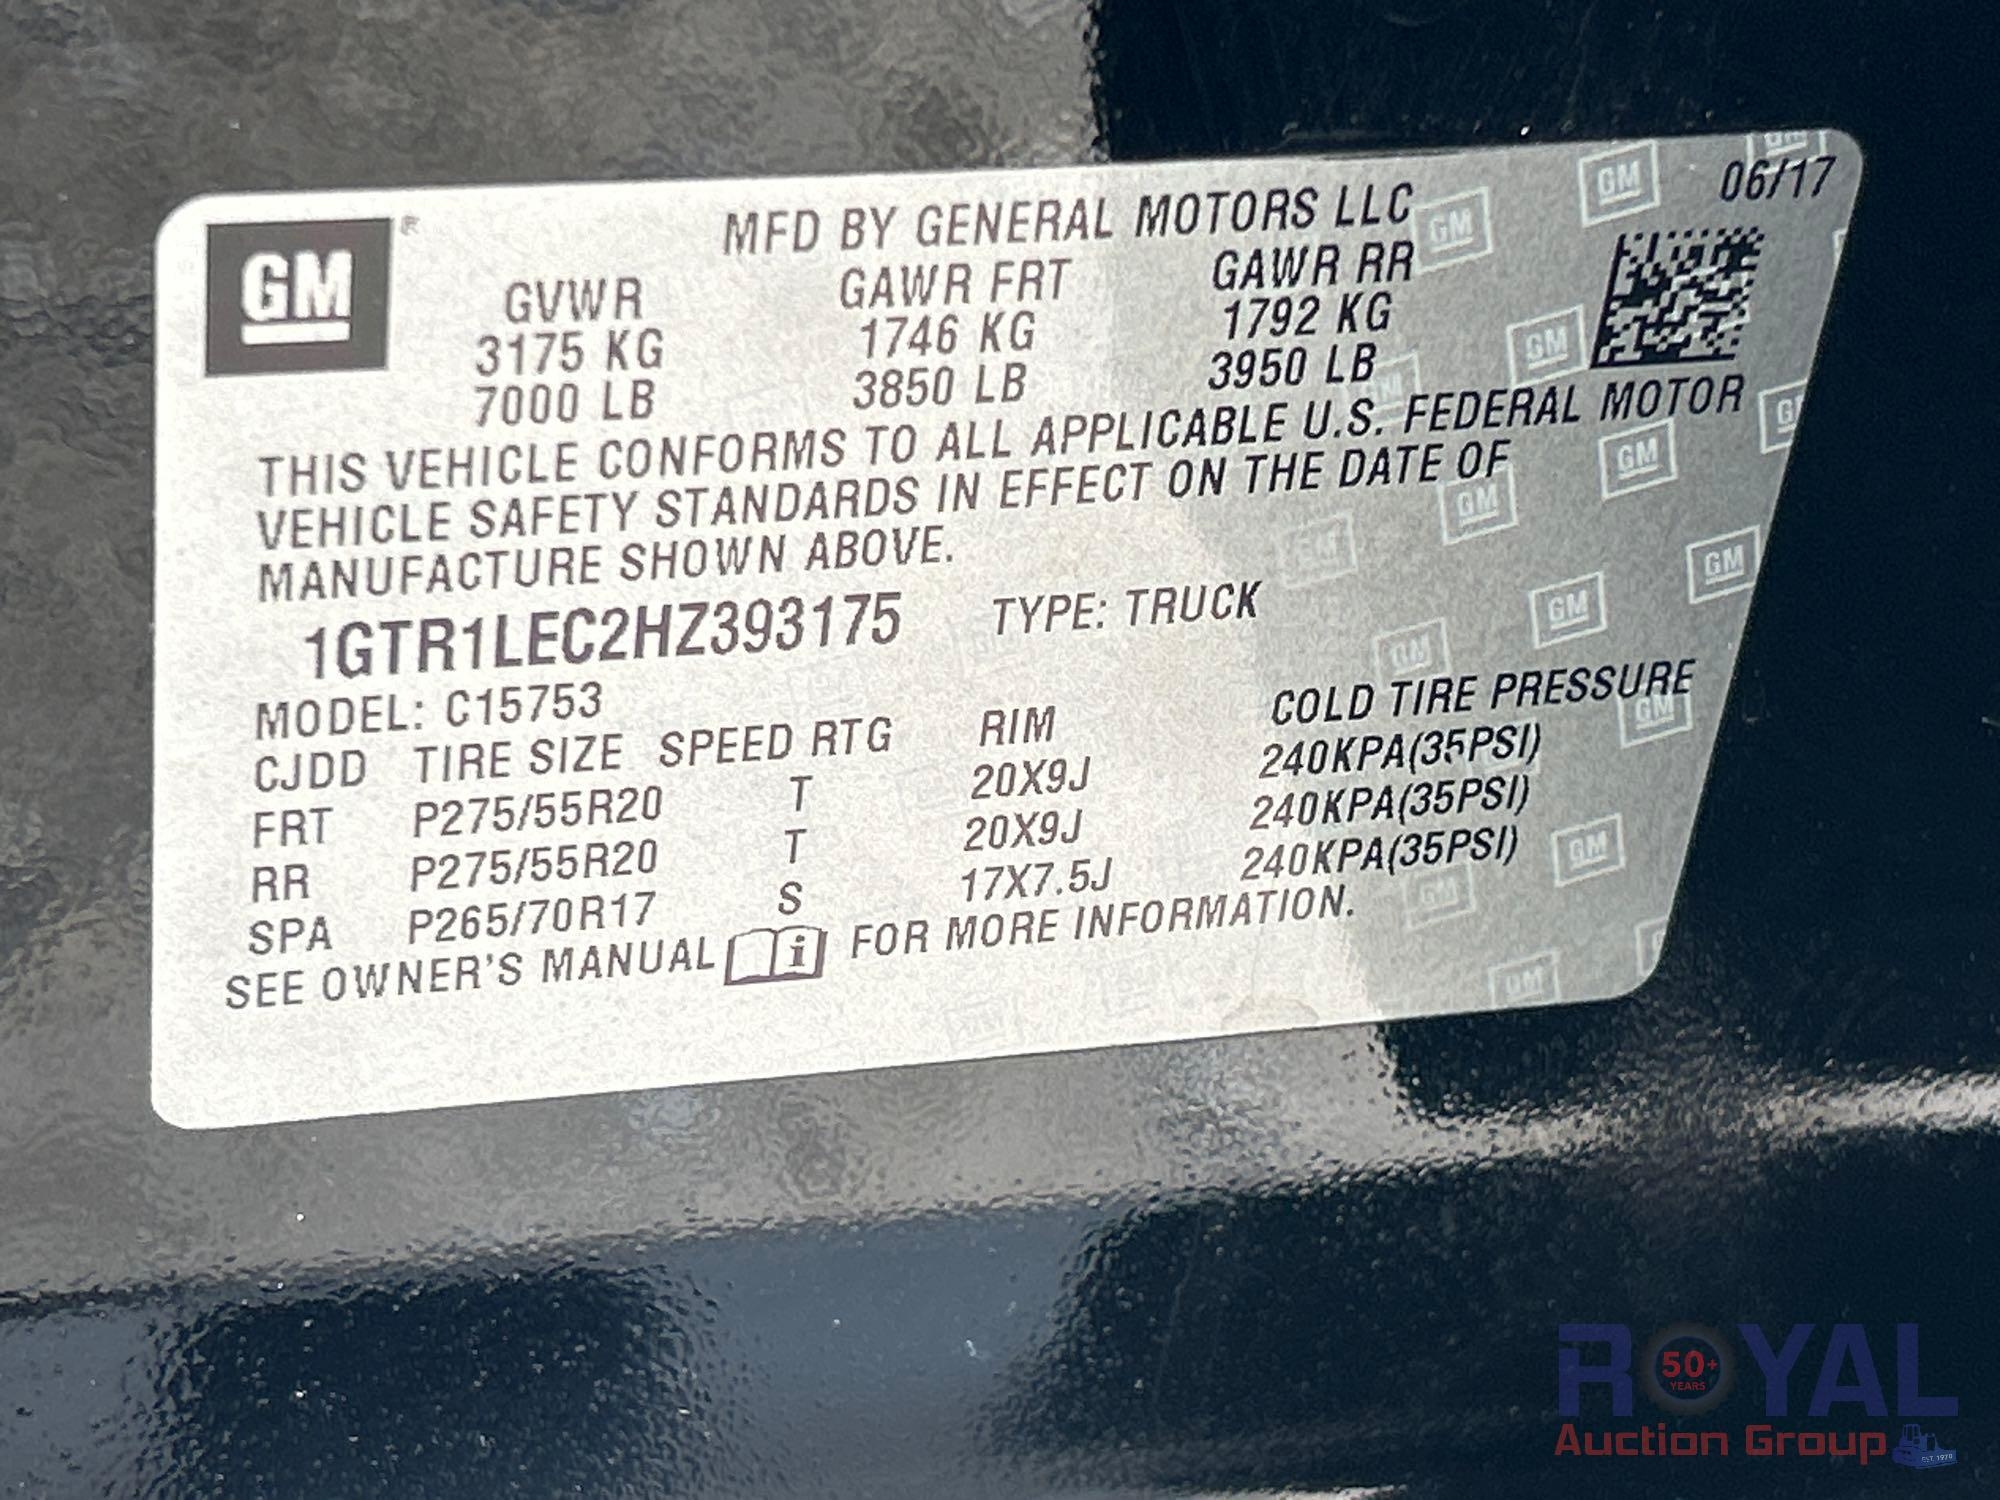 GM ®
06/17
MFD BY GENERAL MOTORS LLC
GVWR GAWR FRT GAWR RR
3175 KG 1746 KG 1792 KG
7000 LB 3850 LB 3950 LB
THIS VEHICLE CONFORMS TO ALL APPLICABLE U.S. FEDERAL MOTOR
VEHICLE SAFETY STANDARDS IN EFFECT ON THE DATE OF
MANUFACTURE SHOWN ABOVE.
1GTR1LEC2HZ393175 TYPE: TRUCK
MODEL: C15753
CJDD TIRE SIZE SPEED RTG RIM COLD TIRE PRESSURE
FRT P275/55R20 T 20X9J 240KPA(35PSI)
RR P275/55R20 T 20X9J 240KPA(35PSI)
SPA P265/70R17 S 17X7.5J 240KPA(35PSI)
SEE OWNER'S MANUAL i FOR MORE INFORMATION.
ROYAL
50+
YEARS
Auction Group
EST. 1970